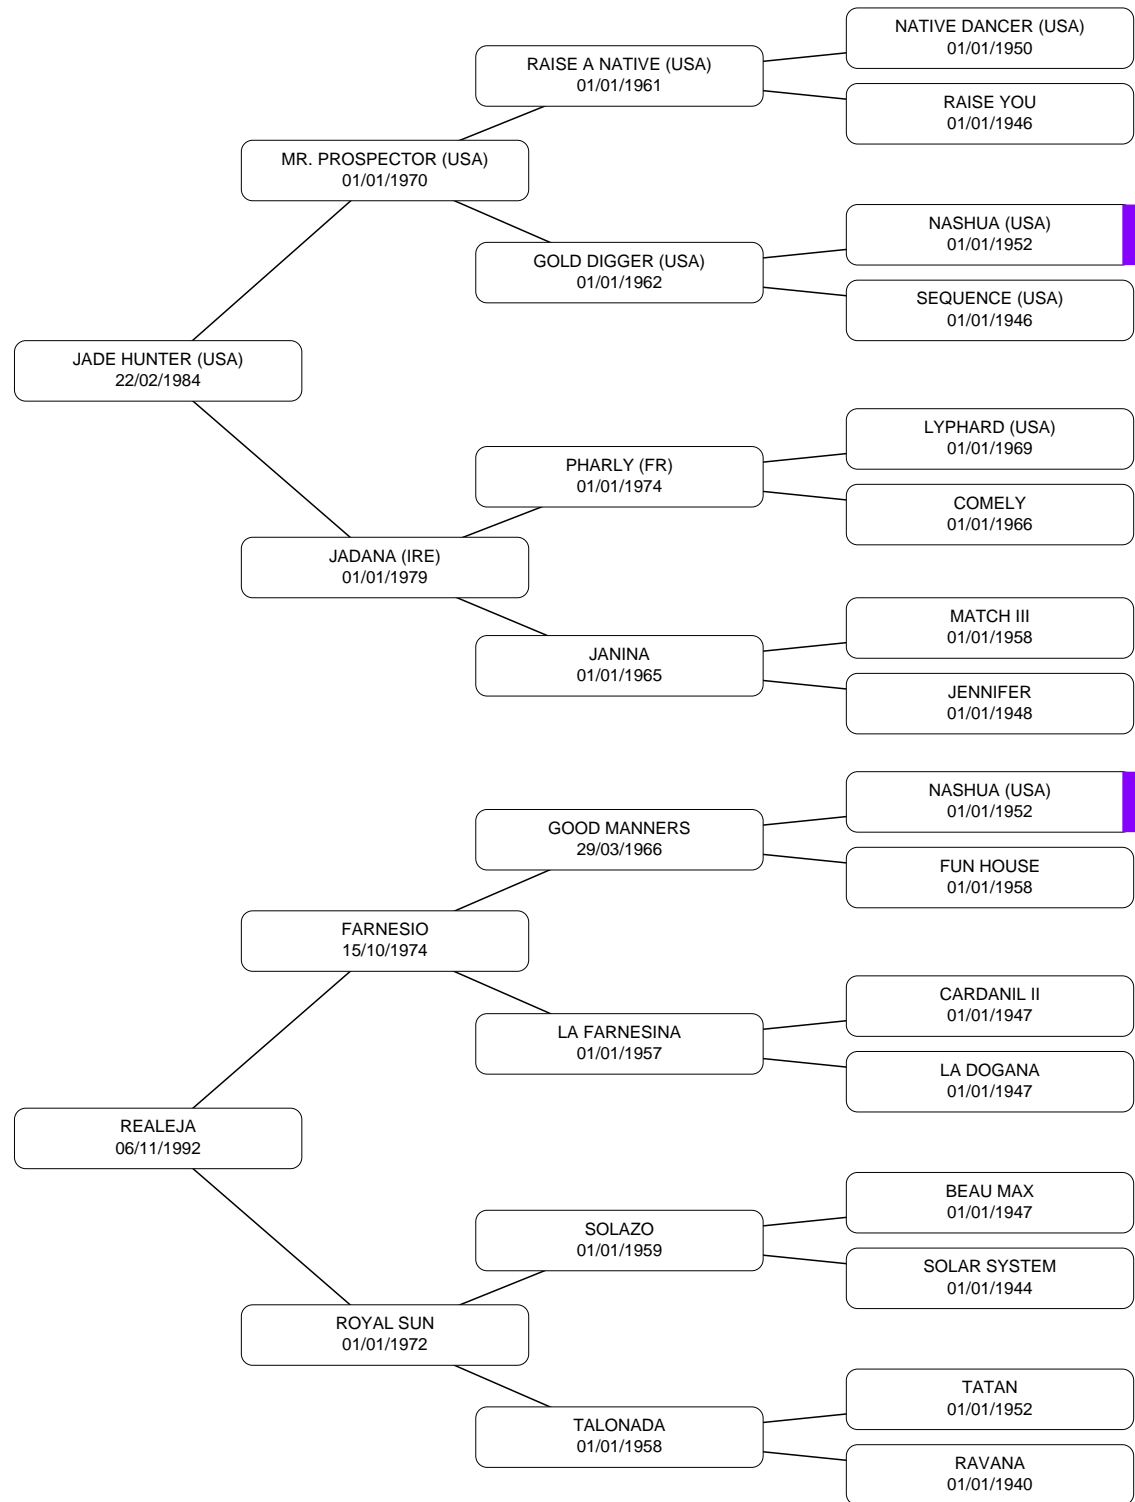 NATIVE DANCER (USA)
01/01/1950
RAISE A NATIVE (USA)
01/01/1961
RAISE YOU
01/01/1946
MR. PROSPECTOR (USA)
01/01/1970
NASHUA (USA)
01/01/1952
GOLD DIGGER (USA)
01/01/1962
SEQUENCE (USA)
01/01/1946
JADE HUNTER (USA)
22/02/1984
LYPHARD (USA)
01/01/1969
PHARLY (FR)
01/01/1974
COMELY
01/01/1966
JADANA (IRE)
01/01/1979
MATCH III
01/01/1958
JANINA
01/01/1965
JENNIFER
01/01/1948
NASHUA (USA)
01/01/1952
GOOD MANNERS
29/03/1966
FUN HOUSE
01/01/1958
FARNESIO
15/10/1974
CARDANIL II
01/01/1947
LA FARNESINA
01/01/1957
LA DOGANA
01/01/1947
REALEJA
06/11/1992
BEAU MAX
01/01/1947
SOLAZO
01/01/1959
SOLAR SYSTEM
01/01/1944
ROYAL SUN
01/01/1972
TATAN
01/01/1952
TALONADA
01/01/1958
RAVANA
01/01/1940